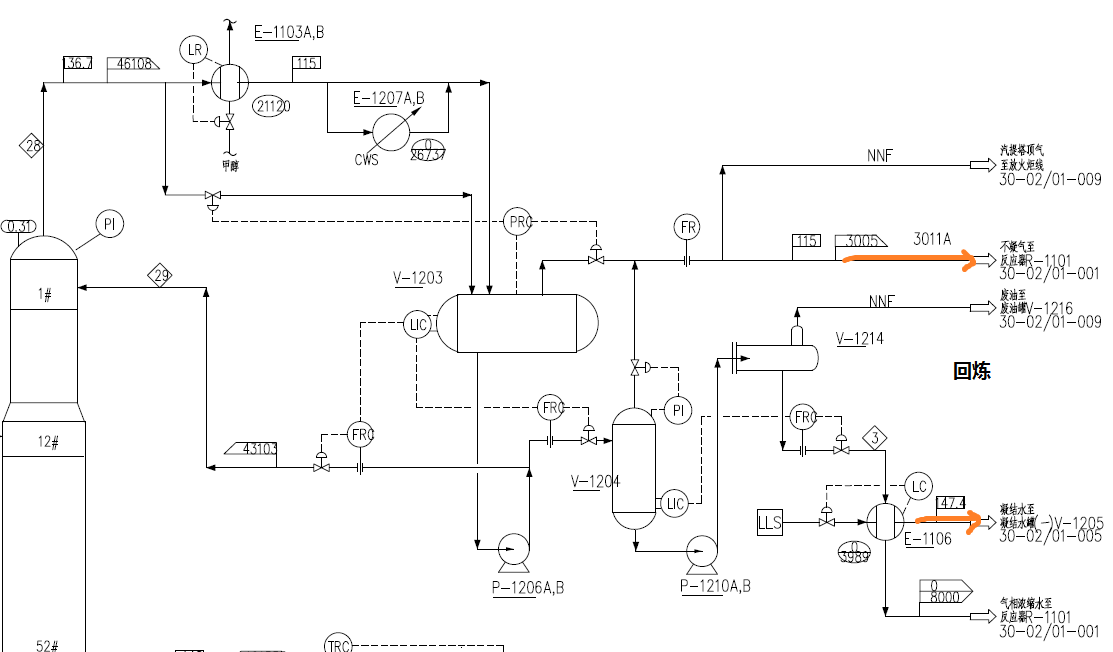 E-1103A,B
LR
136.7
46108
115
21120
E-1207A,B
CWS
0
26737
甲醇
28
0.31
PI
1#
29
12#
52#
V-1203
PRC
LIC
FR
NNF
汽提塔顶气
至放火炬线
30-02/01-009
115
3005
3011A
不凝气至
反应器R-1101
30-02/01-001
NNF
废油至
废油罐V-1216
30-02/01-009
V-1214
回炼
FRC
43103
FRC
PI
FRC
3
V-1204
LIC
LC
147.4
LLS
凝结水至
凝结水罐(一)V-1205
30-02/01-005
E-1106
0
3989
P-1206A,B
P-1210A,B
0
8000
气相浓缩水至
反应器R-1101
30-02/01-001
TRC